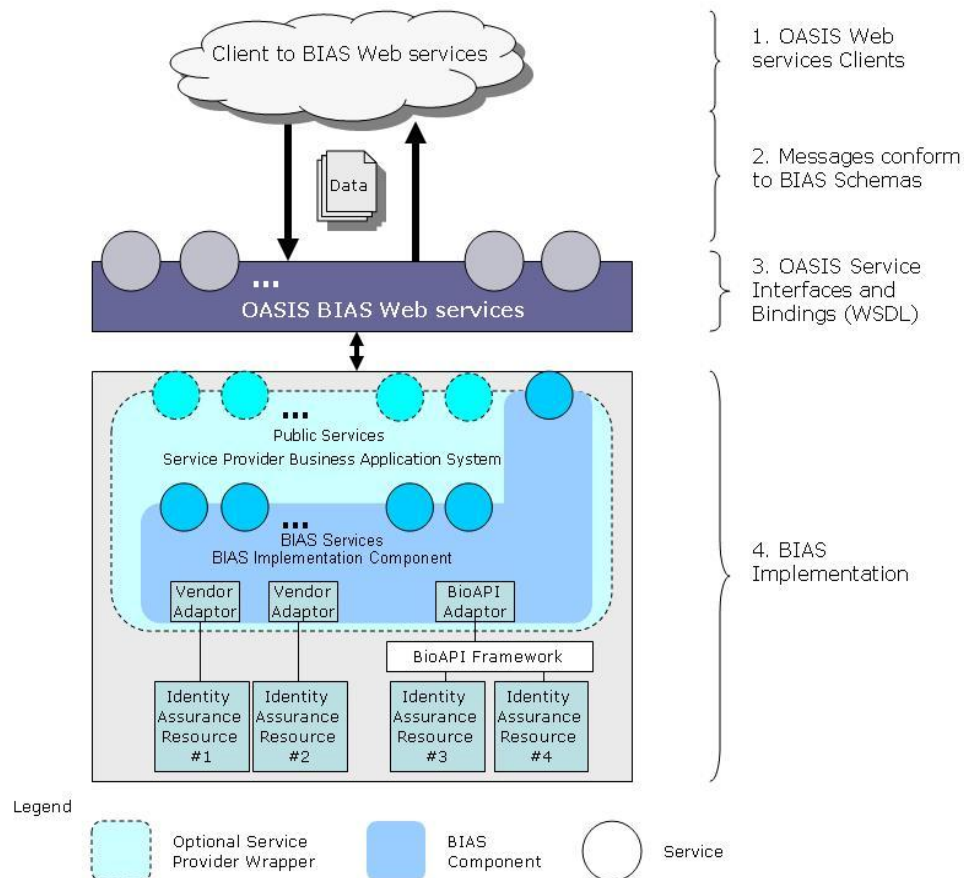 Client to BIAS Web services
1. OASIS Web
services Clients
Data
2. Messages conform
to BIAS Schemas
...
OASIS BIAS Web services
3. OASIS Service
Interfaces and
Bindings (WSDL)
...
Public Services
Service Provider Business Application System
...
BIAS Services
BIAS Implementation Component
4. BIAS
Implementation
Vendor
Adaptor
Vendor
Adaptor
BioAPI
Adaptor
BioAPI Framework
Identity
Assurance
Resource
#1
Identity
Assurance
Resource
#2
Identity
Assurance
Resource
#3
Identity
Assurance
Resource
#4
Legend
Optional Service
Provider Wrapper
BIAS
Component
Service